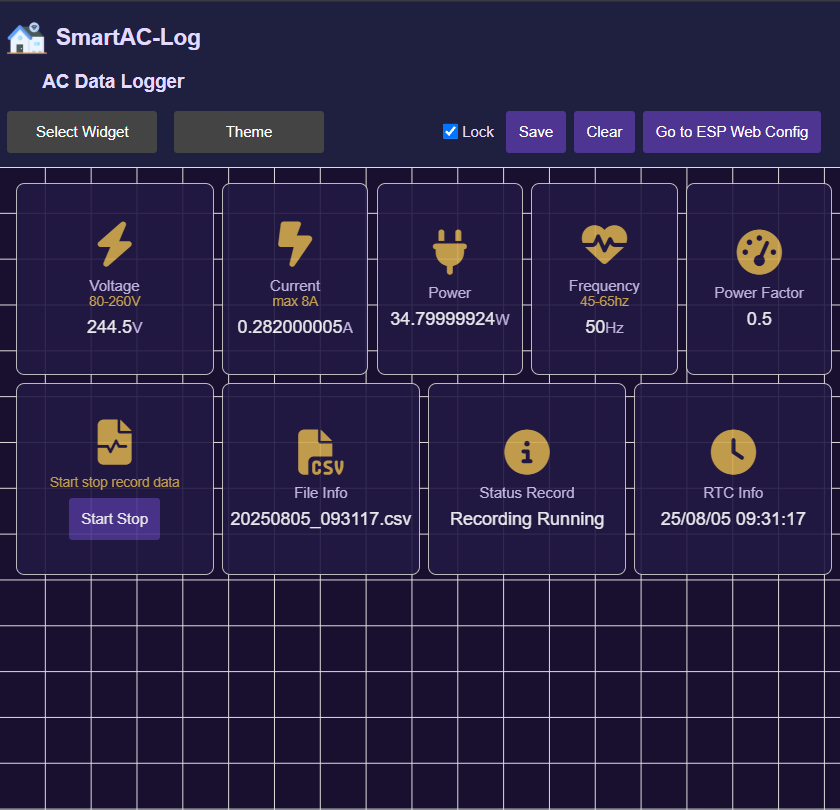 SmartAC-Log
AC Data Logger
Select Widget
Theme
Lock
Save
Clear
Go to ESP Web Config
Voltage
80-260V
244.5V
Current
max 8A
0.282000005A
Power
34.79999924W
Frequency
45-65hz
50Hz
Power Factor
0.5
Start stop record data
Start Stop
CSV
File Info
20250805_093117.csv
Status Record
Recording Running
RTC Info
25/08/05 09:31:17